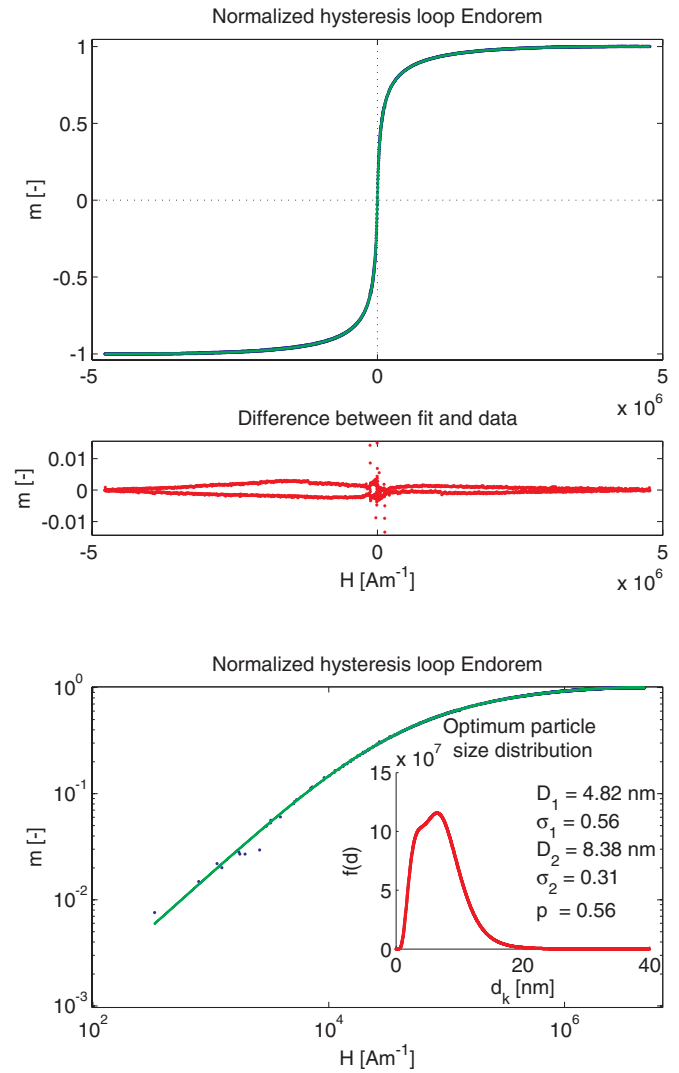 Normalized hysteresis loop Endorem
1
0.5
0
-0.5
-1
m [-]
-5
0
5
x 10^6
Difference between fit and data
0.01
0
-0.01
m [-]
-5
0
5
H [Am^-1]
x 10^6
Normalized hysteresis loop Endorem
10^0
10^-1
10^-2
10^-3
m [-]
10^2
10^4
10^6
H [Am^-1]
Optimum particle
size distribution
x 10^7
15
10
5
0
f(d)
0
20
40
d_k [nm]
D_1 = 4.82 nm
σ_1 = 0.56
D_2 = 8.38 nm
σ_2 = 0.31
p = 0.56